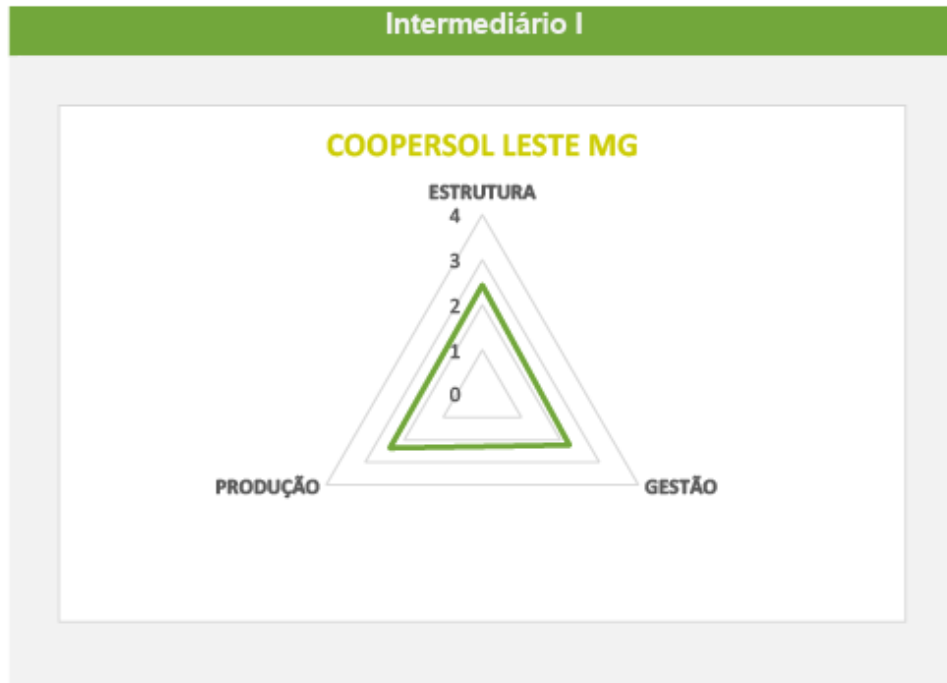 Intermediário I
COOPERSOL LESTE MG
ESTRUTURA
4
3
2
1
0
PRODUÇÃO
GESTÃO